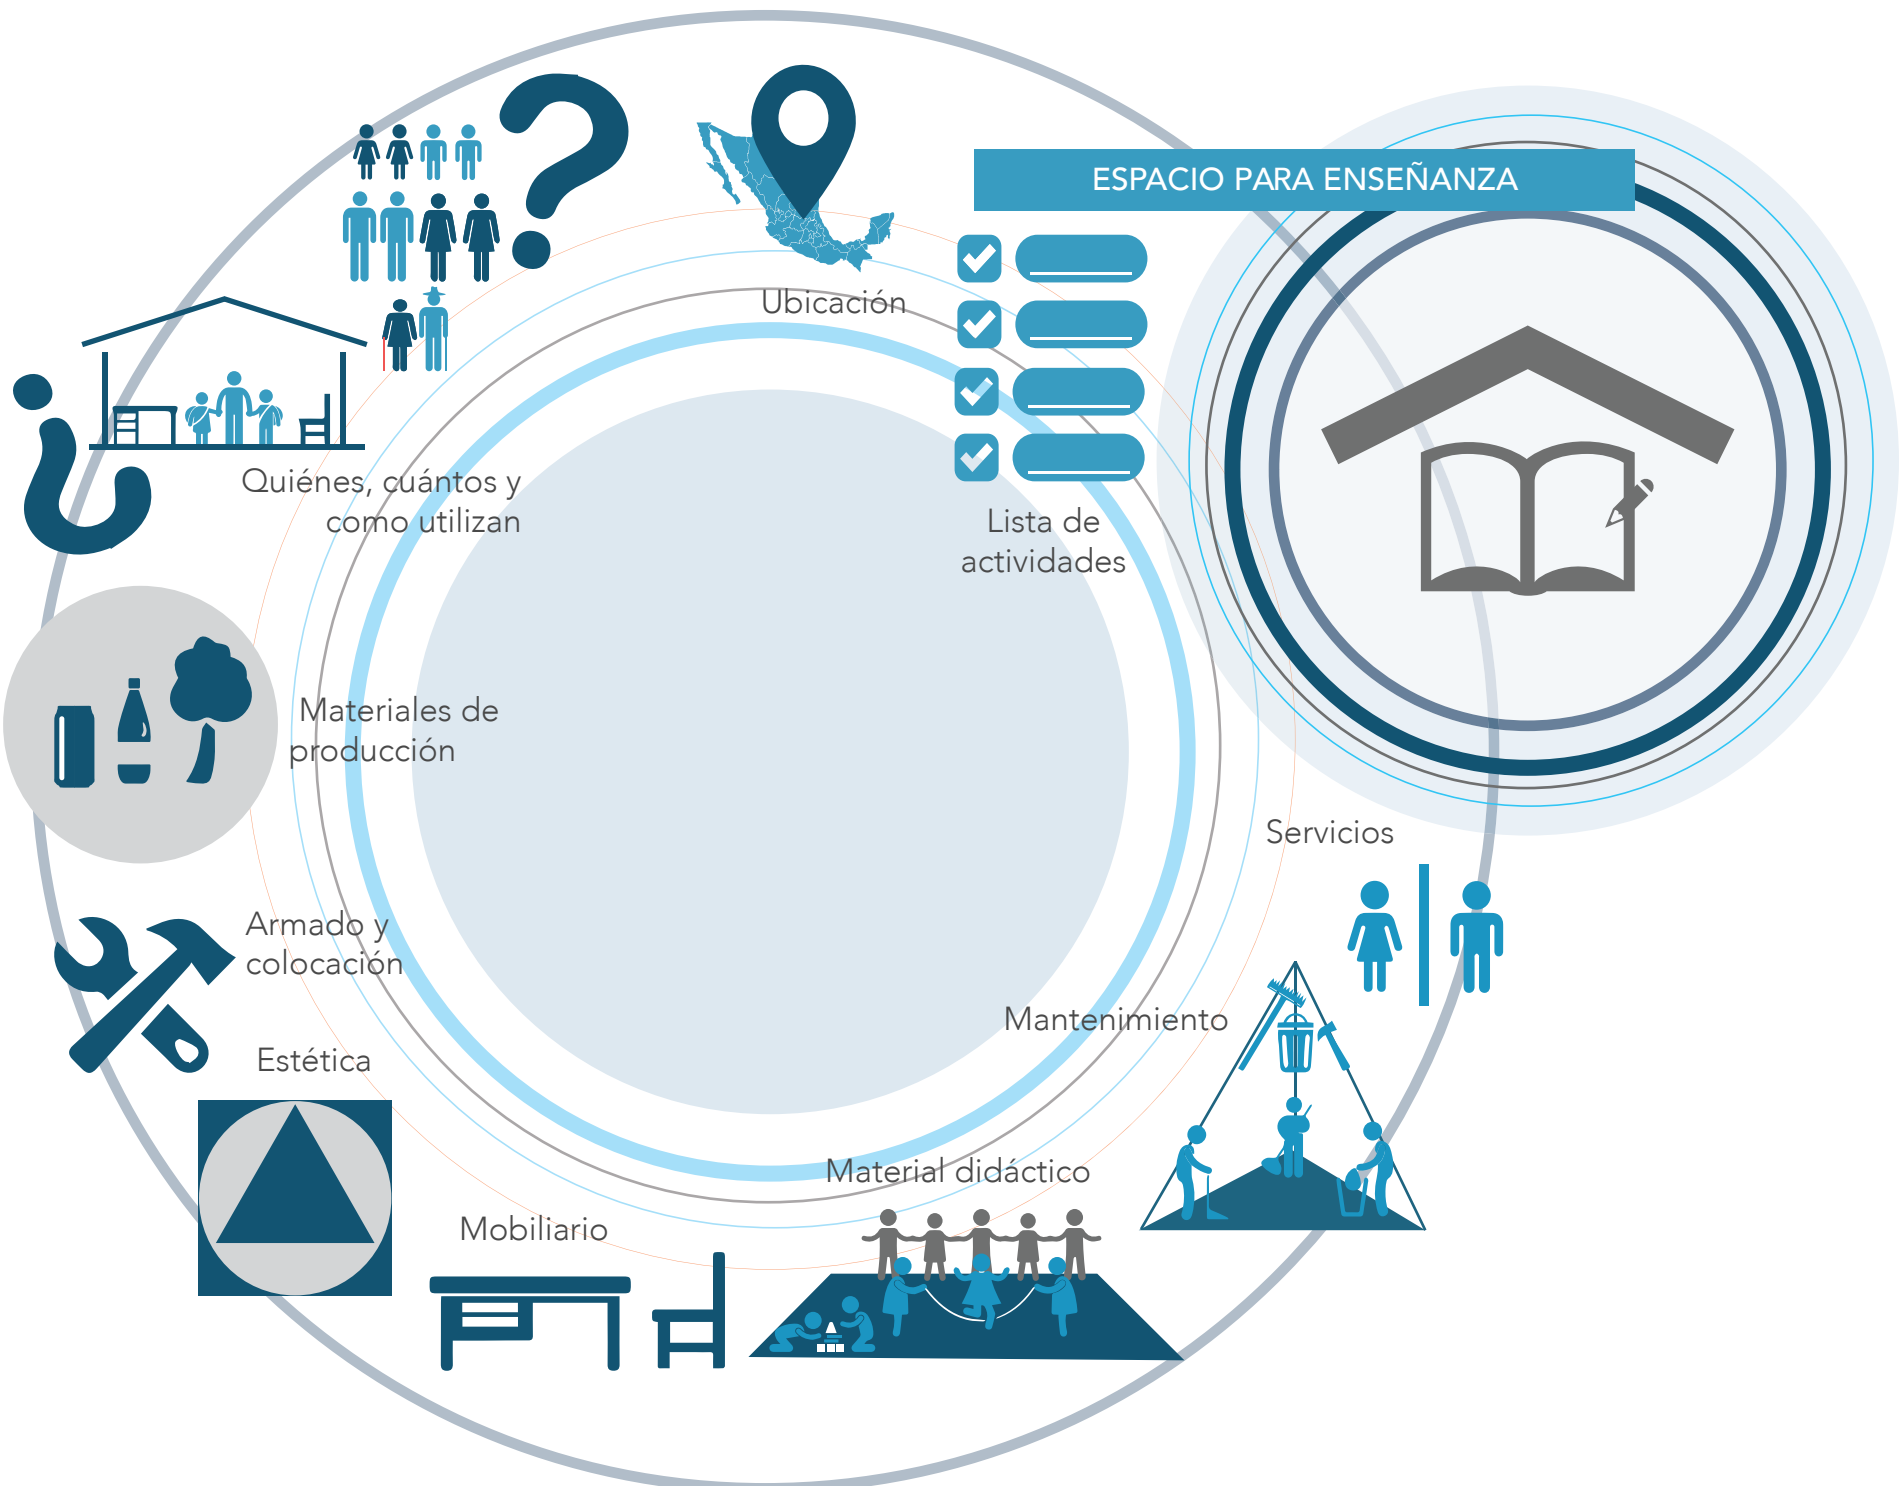 ESPACIO PARA ENSEÑANZA
Ubicación
Quiénes, cuántos y
como utilizan
Lista de
actividades
Materiales de
producción
Servicios
Armado y
colocación
Mantenimiento
Estética
Material didáctico
Mobiliario